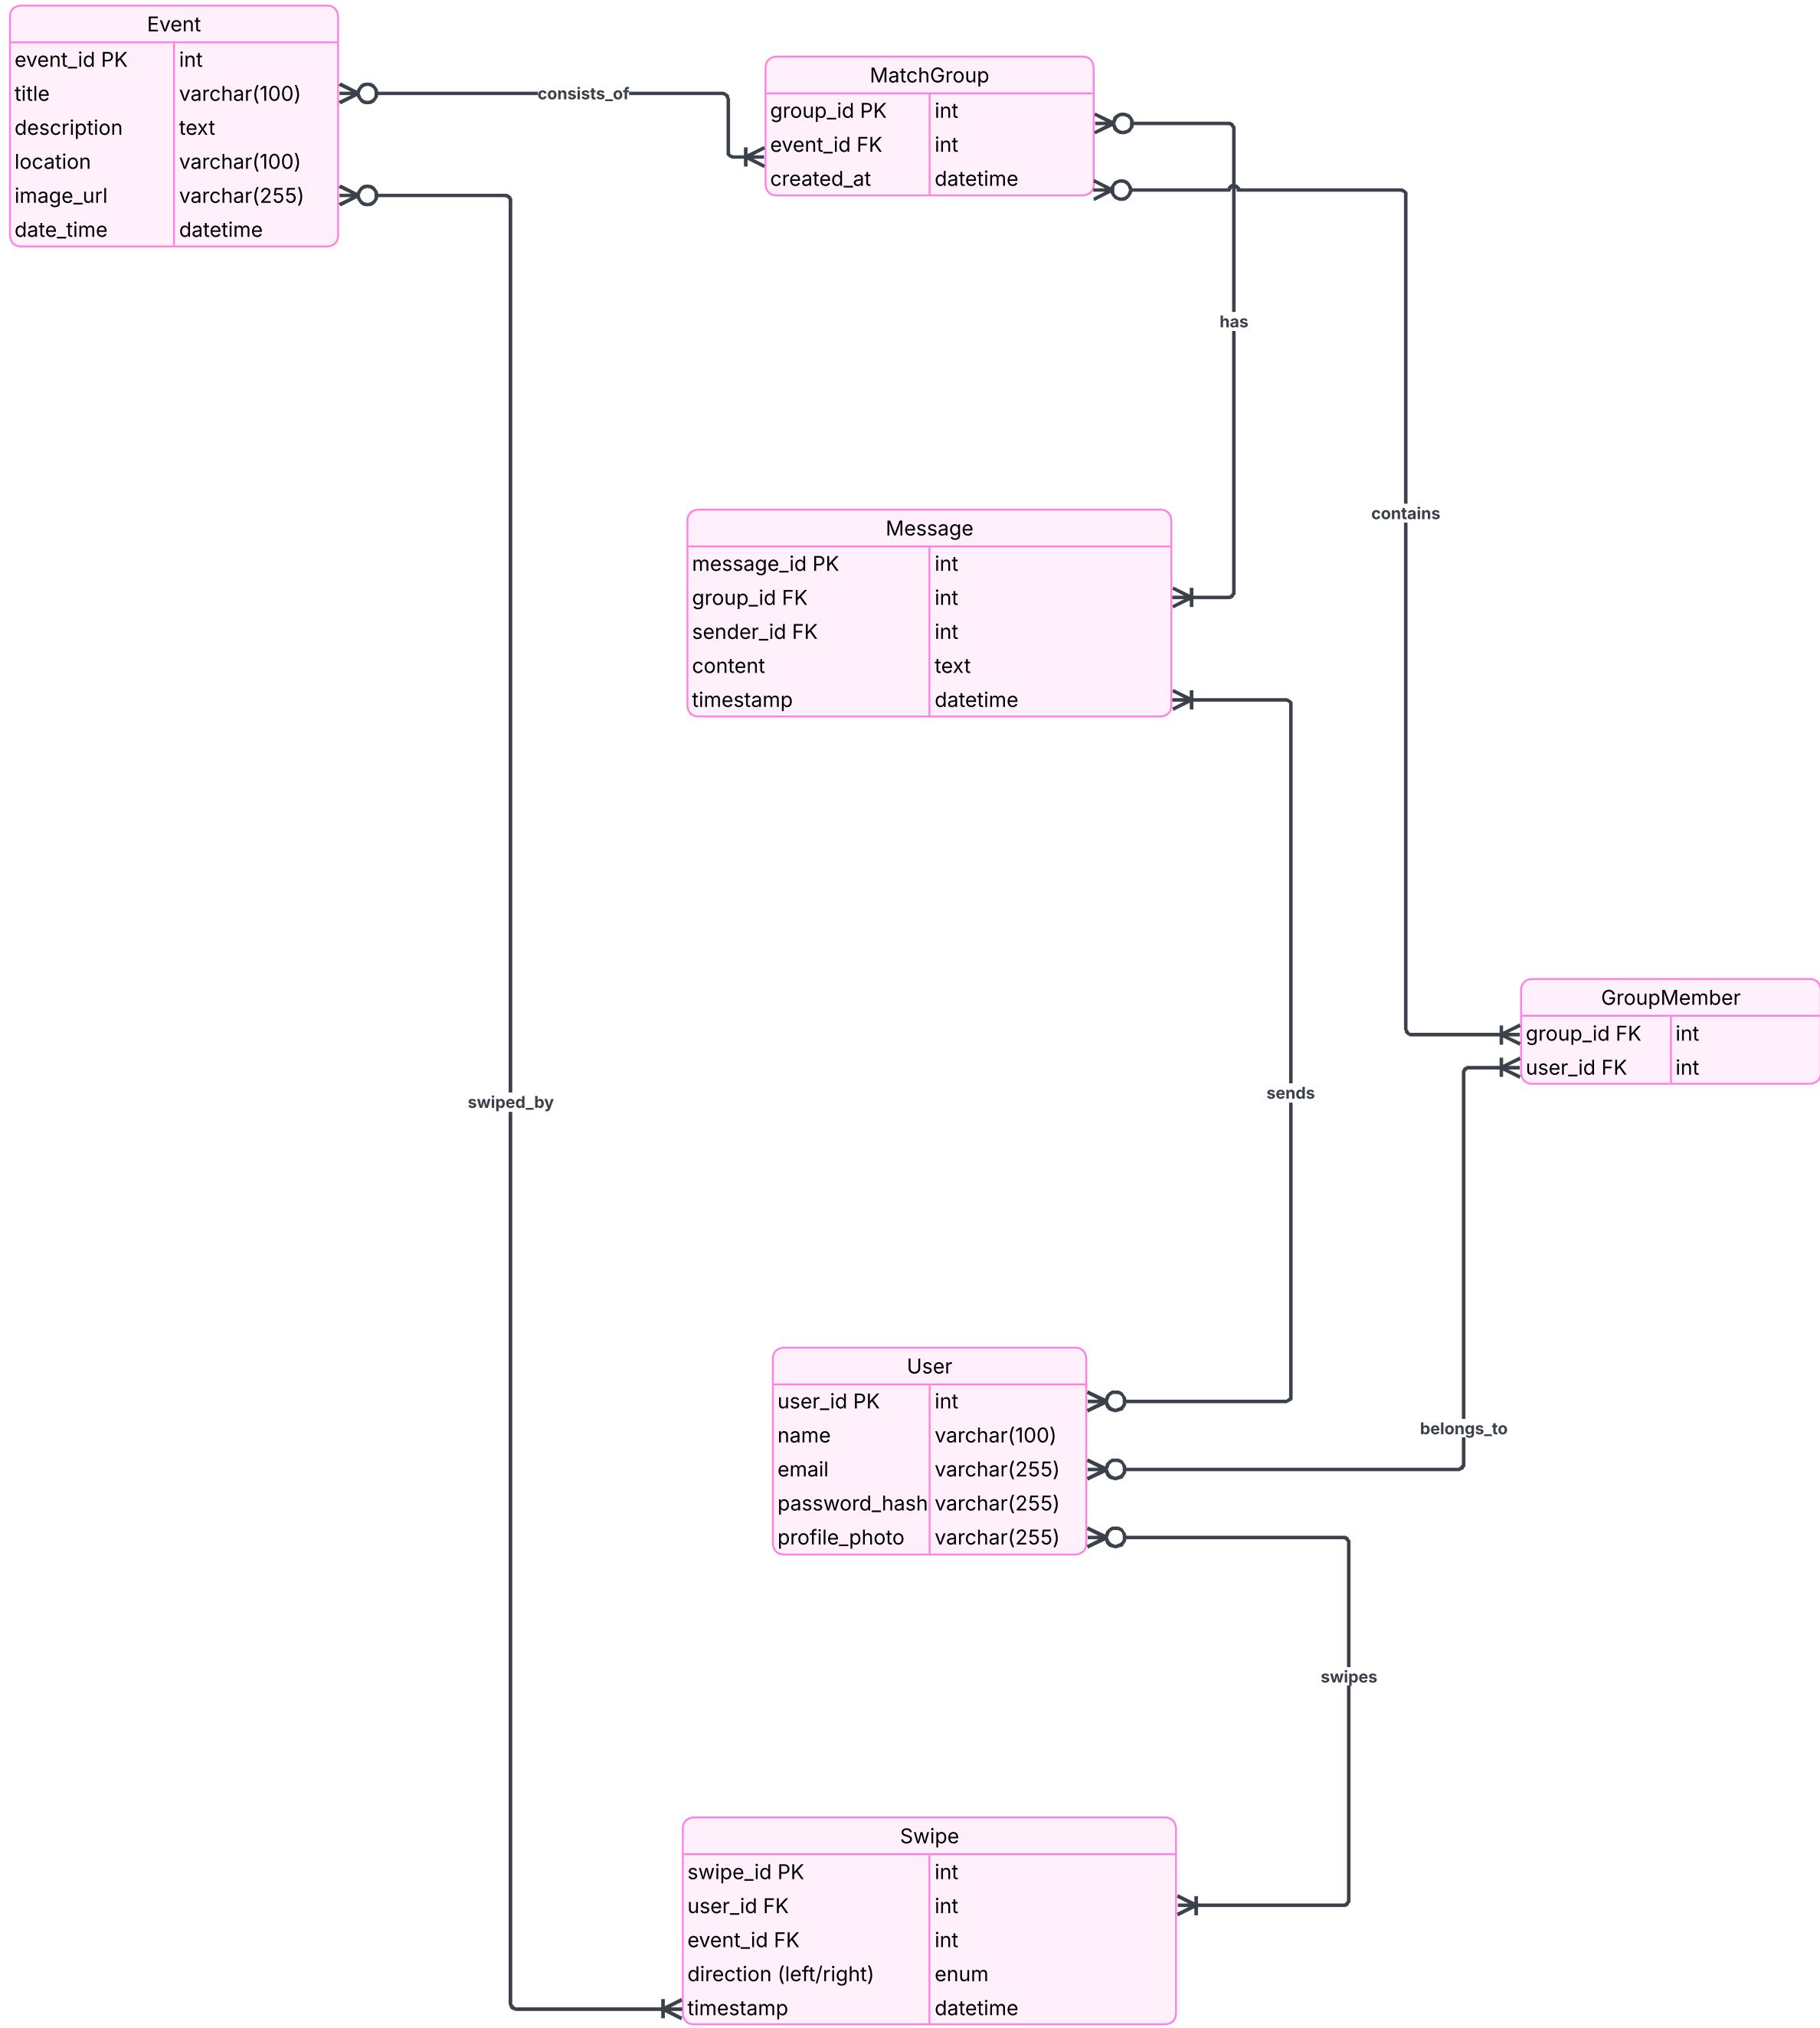 Event
event_id PK int
title varchar(100)
description text
location varchar(100)
image_url varchar(255)
date_time datetime
consists_of
MatchGroup
group_id PK int
event_id FK int
created_at datetime
has
contains
Message
message_id PK int
group_id FK int
sender_id FK int
content text
timestamp datetime
GroupMember
group_id FK int
user_id FK int
swiped_by
sends
User
user_id PK int
name varchar(100)
email varchar(255)
password_hash varchar(255)
profile_photo varchar(255)
belongs_to
swipes
Swipe
swipe_id PK int
user_id FK int
event_id FK int
direction (left/right) enum
timestamp datetime